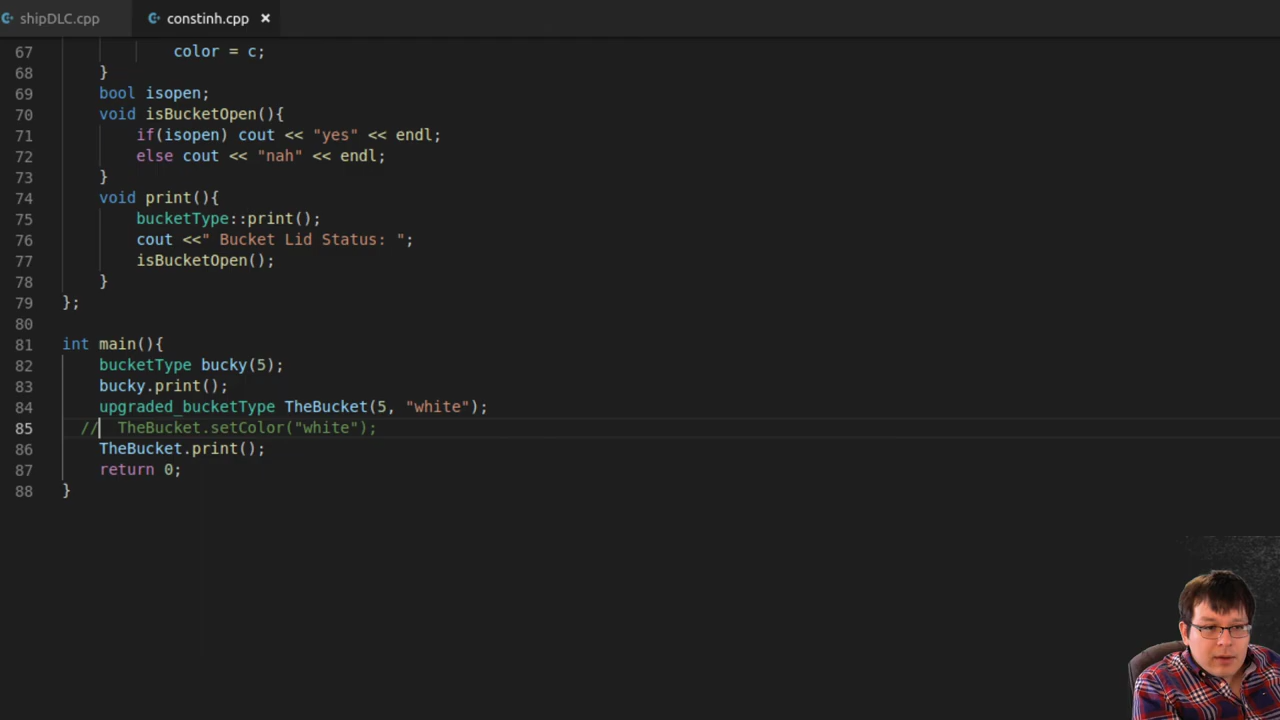 shipDLC.cpp constinh.cpp ×
67 color = c;
68 }
69 bool isopen;
70 void isBucketOpen(){
71 if(isopen) cout << "yes" << endl;
72 else cout << "nah" << endl;
73 }
74 void print(){
75 bucketType::print();
76 cout <<" Bucket Lid Status: ";
77 isBucketOpen();
78 }
79 };
80
81 int main(){
82 bucketType bucky(5);
83 bucky.print();
84 upgraded_bucketType TheBucket(5, "white");
85 // TheBucket.setColor("white");
86 TheBucket.print();
87 return 0;
88 }